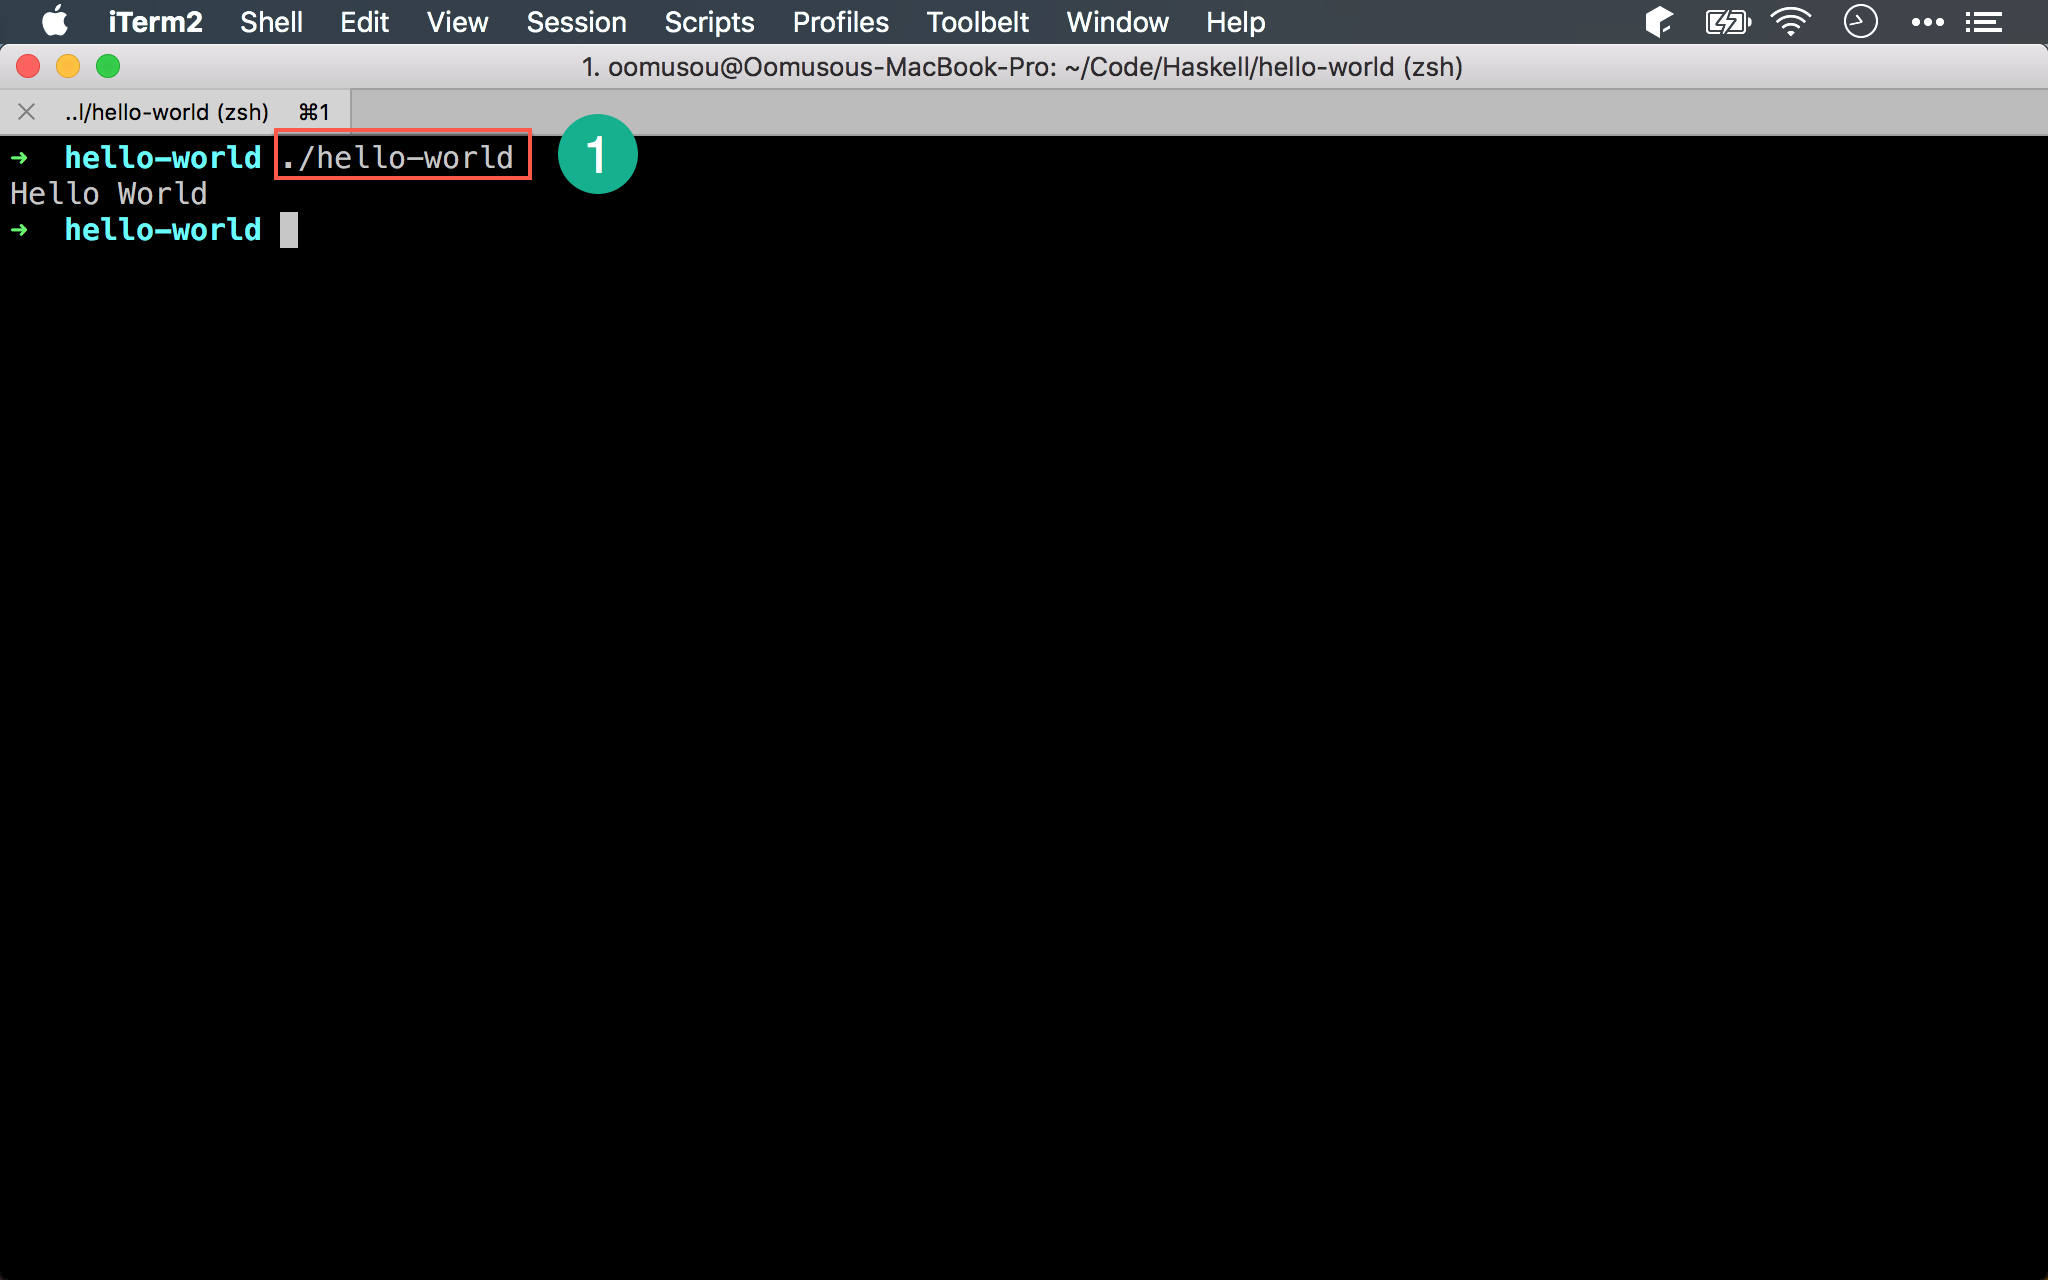 iTerm2 Shell Edit View Session Scripts Profiles Toolbelt Window Help
1. oomusou@Oomusous-MacBook-Pro: ~/Code/Haskell/hello-world (zsh)
..l/hello-world (zsh) ⌘1
➜ hello-world ./hello-world 1
Hello World
➜ hello-world